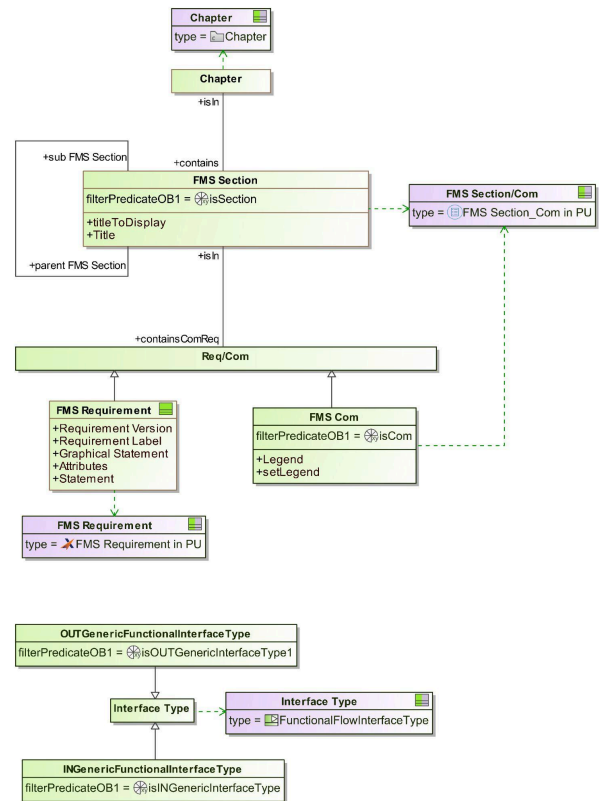 Chapter
type = Chapter
Chapter
+isIn
+sub FMS Section
+contains
FMS Section
filterPredicateOB1 = isSection
+titleToDisplay
+Title
FMS Section/Com
type = FMS Section_Com in PU
+parent FMS Section
+isIn
+containsComReq
Req/Com
FMS Requirement
+Requirement Version
+Requirement Label
+Graphical Statement
+Attributes
+Statement
FMS Com
filterPredicateOB1 = isCom
+Legend
+setLegend
FMS Requirement
type = FMS Requirement in PU
OUTGenericFunctionalInterfaceType
filterPredicateOB1 = isOUTGenericInterfaceType1
Interface Type
Interface Type
type = FunctionalFlowInterfaceType
INGenericFunctionalInterfaceType
filterPredicateOB1 = isINGenericInterfaceType